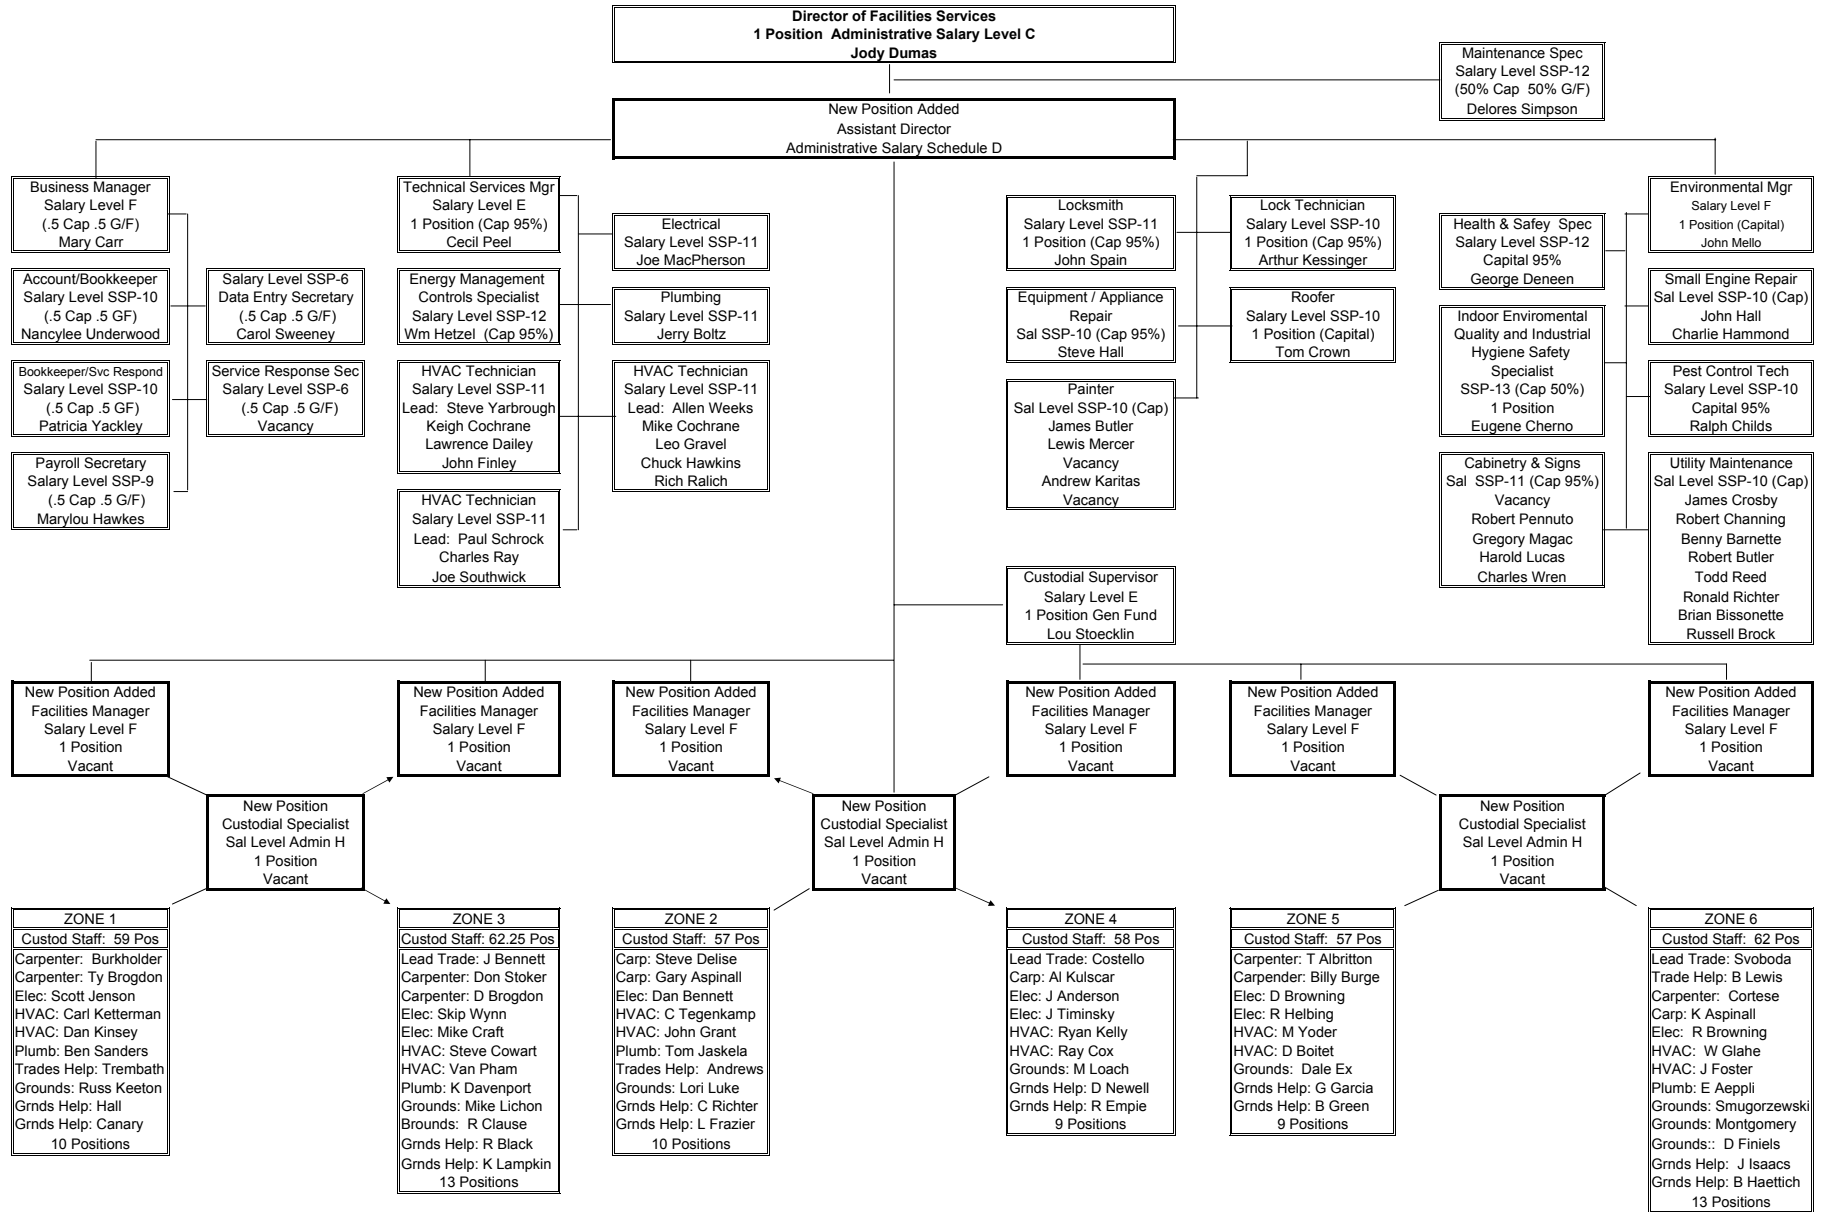 Director of Facilities Services
1 Position  Administrative Salary Level C
Jody Dumas
Maintenance Spec
Salary Level SSP-12
(50% Cap  50% G/F)
Delores Simpson
New Position Added
Assistant Director
Administrative Salary Schedule D
Business Manager
Salary Level F
(.5 Cap .5 G/F)
Mary Carr
Account/Bookkeeper
Salary Level SSP-10
(.5 Cap .5 GF)
Nancylee Underwood
Salary Level SSP-6
Data Entry Secretary
(.5 Cap .5 G/F)
Carol Sweeney
Bookkeeper/Svc Respond
Salary Level SSP-10
(.5 Cap .5 GF)
Patricia Yackley
Service Response Sec
Salary Level SSP-6
(.5 Cap .5 G/F)
Vacancy
Payroll Secretary
Salary Level SSP-9
(.5 Cap .5 G/F)
Marylou Hawkes
Technical Services Mgr
Salary Level E
1 Position (Cap 95%)
Cecil Peel
Electrical
Salary Level SSP-11
Joe MacPherson
Energy Management
Controls Specialist
Salary Level SSP-12
Wm Hetzel  (Cap 95%)
Plumbing
Salary Level SSP-11
Jerry Boltz
HVAC Technician
Salary Level SSP-11
Lead:  Steve Yarbrough
Keigh Cochrane
Lawrence Dailey
John Finley
HVAC Technician
Salary Level SSP-11
Lead:  Allen Weeks
Mike Cochrane
Leo Gravel
Chuck Hawkins
Rich Ralich
HVAC Technician
Salary Level SSP-11
Lead:  Paul Schrock
Charles Ray
Joe Southwick
Locksmith
Salary Level SSP-11
1 Position (Cap 95%)
John Spain
Lock Technician
Salary Level SSP-10
1 Position (Cap 95%)
Arthur Kessinger
Equipment / Appliance
Repair
Sal SSP-10 (Cap 95%)
Steve Hall
Roofer
Salary Level SSP-10
1 Position (Capital)
Tom Crown
Painter
Sal Level SSP-10 (Cap)
James Butler
Lewis Mercer
Vacancy
Andrew Karitas
Vacancy
Environmental Mgr
Salary Level F
1 Position (Capital)
John Mello
Health & Safey  Spec
Salary Level SSP-12
Capital 95%
George Deneen
Small Engine Repair
Sal Level SSP-10 (Cap)
John Hall
Charlie Hammond
Indoor Enviromental
Quality and Industrial
Hygiene Safety
Specialist
SSP-13 (Cap 50%)
1 Position
Eugene Cherno
Pest Control Tech
Salary Level SSP-10
Capital 95%
Ralph Childs
Cabinetry & Signs
Sal  SSP-11 (Cap 95%)
Vacancy
Robert Pennuto
Gregory Magac
Harold Lucas
Charles Wren
Utility Maintenance
Sal Level SSP-10 (Cap)
James Crosby
Robert Channing
Benny Barnette
Robert Butler
Todd Reed
Ronald Richter
Brian Bissonette
Russell Brock
Custodial Supervisor
Salary Level E
1 Position Gen Fund
Lou Stoecklin
New Position Added
Facilities Manager
Salary Level F
1 Position
Vacant
New Position Added
Facilities Manager
Salary Level F
1 Position
Vacant
New Position Added
Facilities Manager
Salary Level F
1 Position
Vacant
New Position Added
Facilities Manager
Salary Level F
1 Position
Vacant
New Position Added
Facilities Manager
Salary Level F
1 Position
Vacant
New Position Added
Facilities Manager
Salary Level F
1 Position
Vacant
New Position
Custodial Specialist
Sal Level Admin H
1 Position
Vacant
New Position
Custodial Specialist
Sal Level Admin H
1 Position
Vacant
New Position
Custodial Specialist
Sal Level Admin H
1 Position
Vacant
ZONE 1
Custod Staff:  59 Pos
Carpenter:  Burkholder
Carpenter: Ty Brogdon
Elec: Scott Jenson
HVAC: Carl Ketterman
HVAC: Dan Kinsey
Plumb: Ben Sanders
Trades Help: Trembath
Grounds: Russ Keeton
Grnds Help: Hall
Grnds Help: Canary
10 Positions
ZONE 3
Custod Staff: 62.25 Pos
Lead Trade: J Bennett
Carpenter: Don Stoker
Carpenter: D Brogdon
Elec: Skip Wynn
Elec: Mike Craft
HVAC: Steve Cowart
HVAC: Van Pham
Plumb: K Davenport
Grounds: Mike Lichon
Brounds:  R Clause
Grnds Help: R Black
Grnds Help: K Lampkin
13 Positions
ZONE 2
Custod Staff: 57 Pos
Carp: Steve Delise
Carp: Gary Aspinall
Elec: Dan Bennett
HVAC: C Tegenkamp
HVAC: John Grant
Plumb: Tom Jaskela
Trades Help:  Andrews
Grounds: Lori Luke
Grnds Help: C Richter
Grnds Help: L Frazier
10 Positions
ZONE 4
Custod Staff:  58 Pos
Lead Trade: Costello
Carp: Al Kulscar
Elec: J Anderson
Elec: J Timinsky
HVAC: Ryan Kelly
HVAC: Ray Cox
Grounds: M Loach
Grnds Help: D Newell
Grnds Help: R Empie
9 Positions
ZONE 5
Custod Staff: 57 Pos
Carpenter: T Albritton
Carpender: Billy Burge
Elec: D Browning
Elec: R Helbing
HVAC: M Yoder
HVAC: D Boitet
Grounds:  Dale Ex
Grnds Help: G Garcia
Grnds Help: B Green
9 Positions
ZONE 6
Custod Staff: 62 Pos
Lead Trade: Svoboda
Trade Help: B Lewis
Carpenter:  Cortese
Carp: K Aspinall
Elec:  R Browning
HVAC:  W Glahe
HVAC: J Foster
Plumb: E Aeppli
Grounds: Smugorzewski
Grounds: Montgomery
Grounds::  D Finiels
Grnds Help:  J Isaacs
Grnds Help: B Haettich
13 Positions